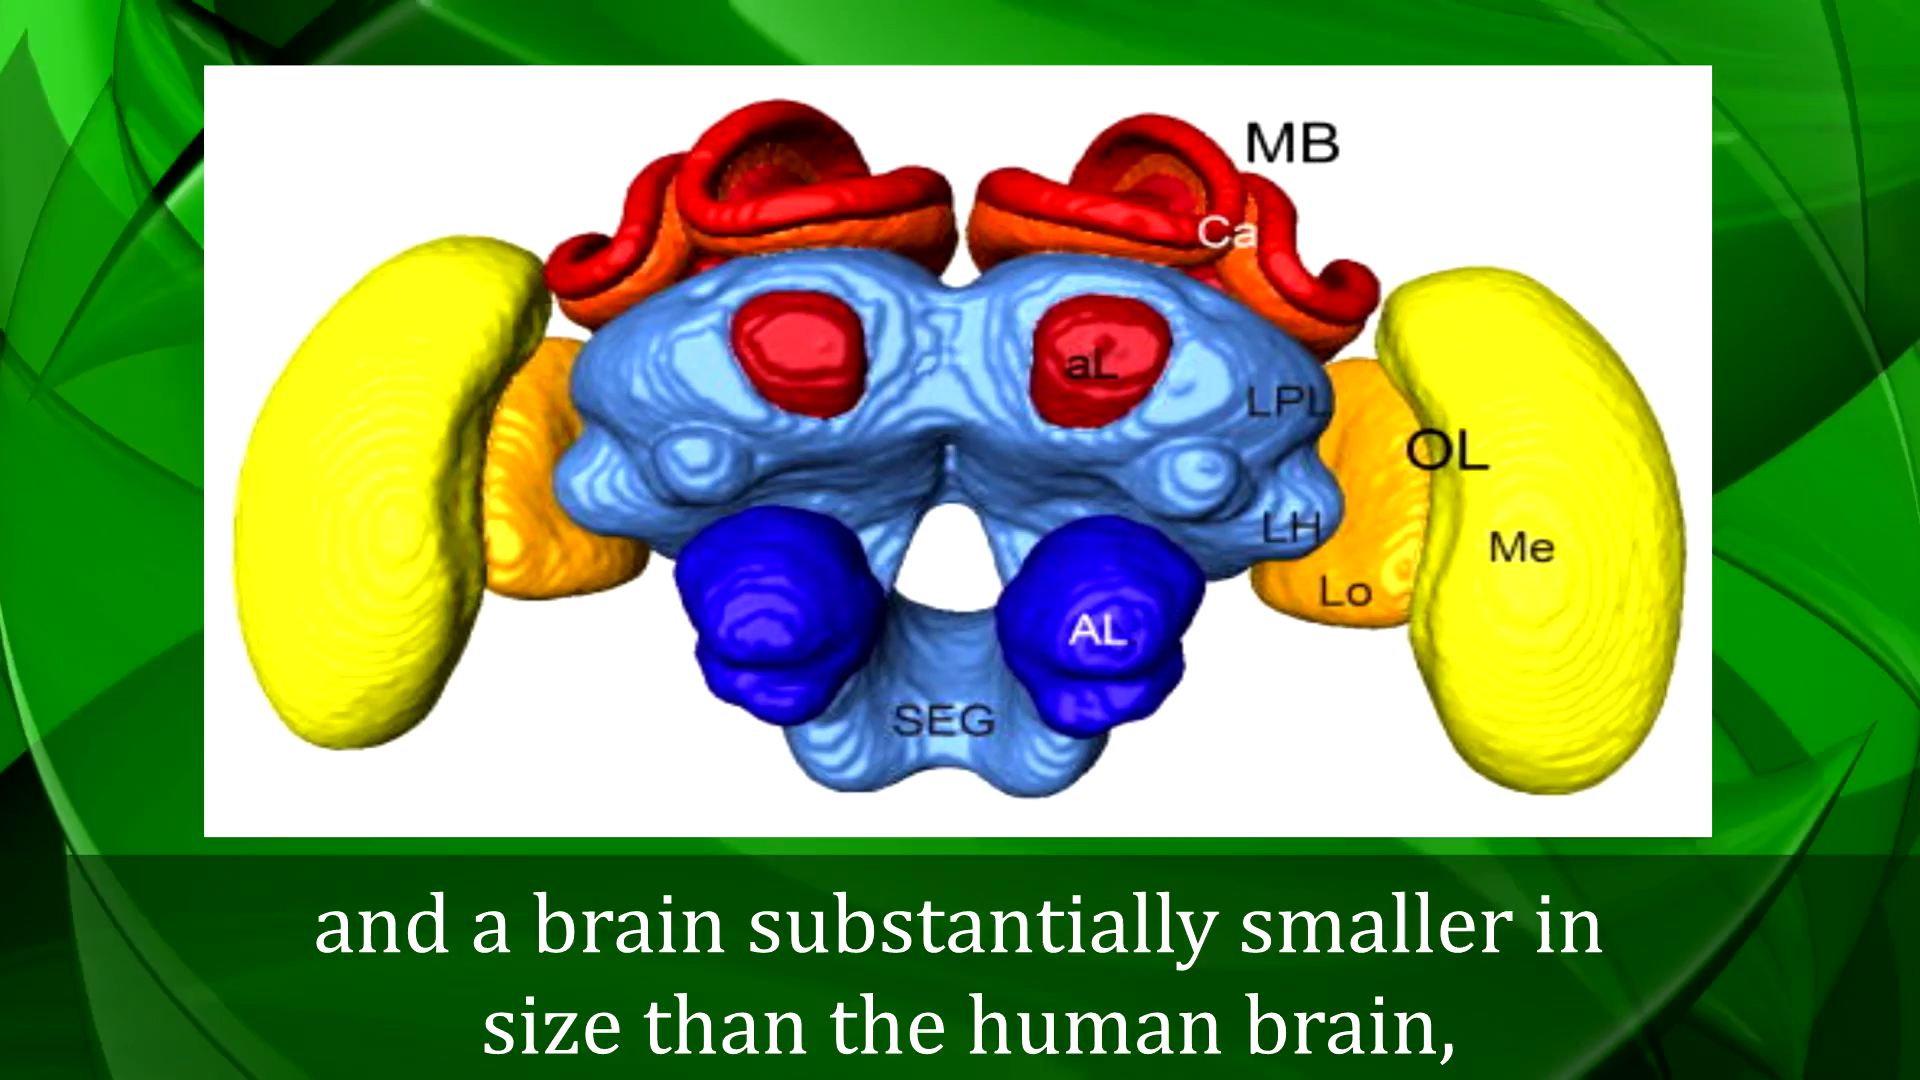 MB
Ca
aL
LPL
OL
LH
Me
Lo
AL
SEG
and a brain substantially smaller in
size than the human brain,